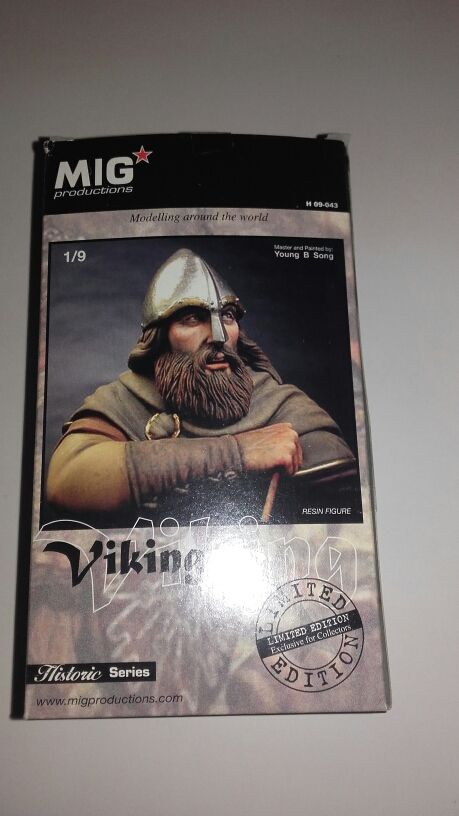 MIG
productions
H 09-043
Modelling around the world
1/9
Master and Painted by:
Young B Song
RESIN FIGURE
Viking
Viking
LIMITED
LIMITED EDITION
Exclusive for Collectors
EDITION
Historic Series
www.migproductions.com